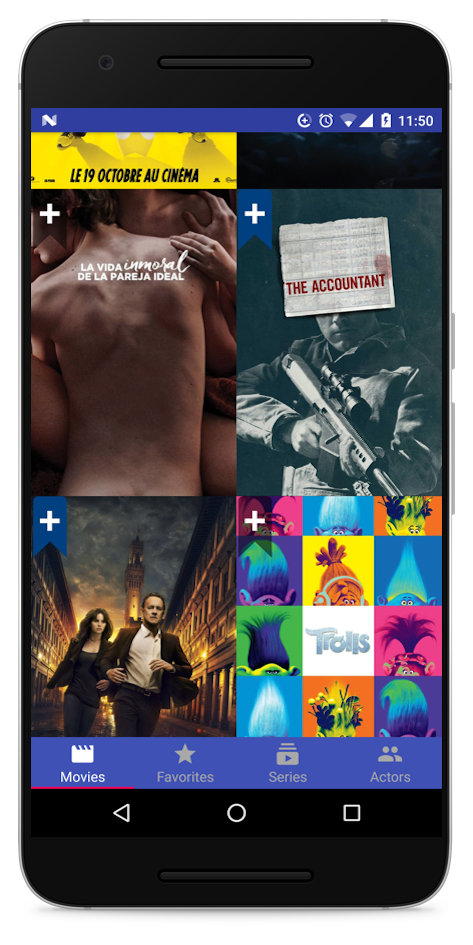 11:50
LE 19 OCTOBRE AU CINÉMA
LA VIDA inmoral
DE LA PAREJA IDEAL
THE ACCOUNTANT
TROLLS
Movies
Favorites
Series
Actors